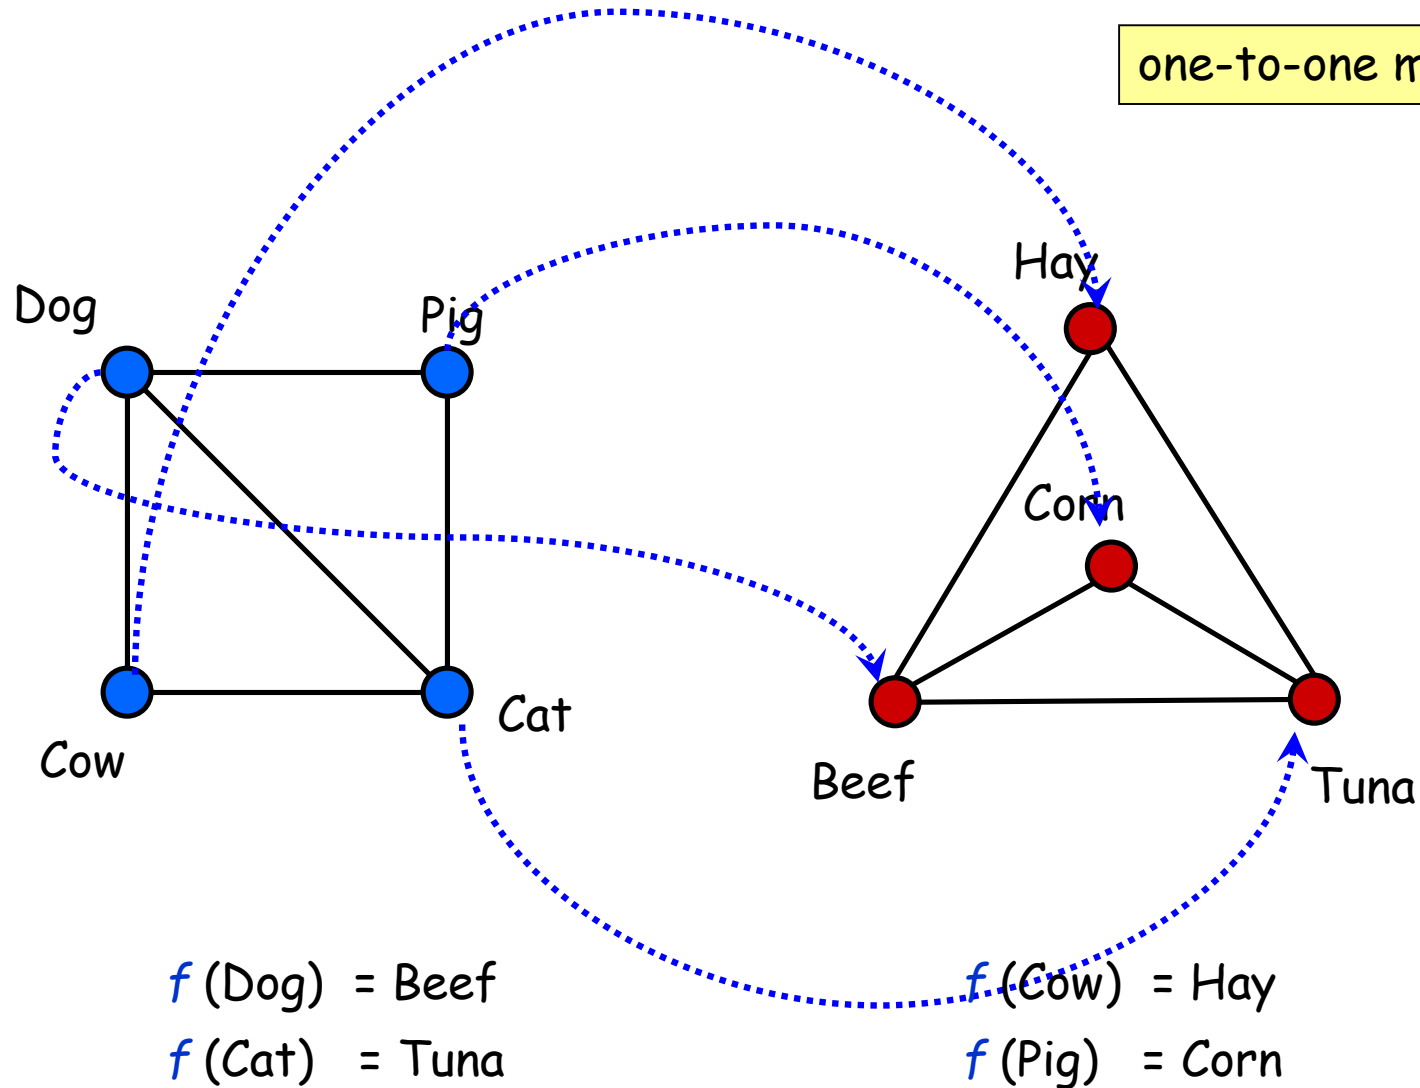 one-to-one
Hay
Dog
Pig
Corn
Cat
Cow
Beef
Tuna
f (Dog) = Beef
f (Cow) = Hay
f (Cat) = Tuna
f (Pig) = Corn